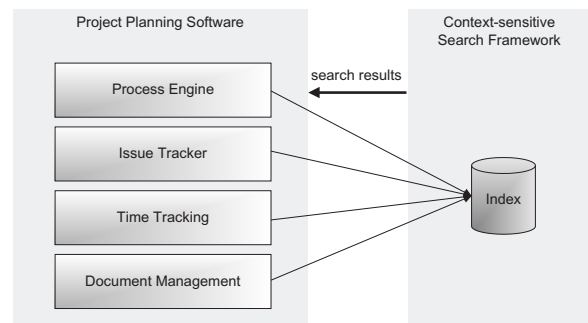 Project Planning Software
Context-sensitive
Search Framework
search results
Process Engine
Issue Tracker
Time Tracking
Document Management
Index